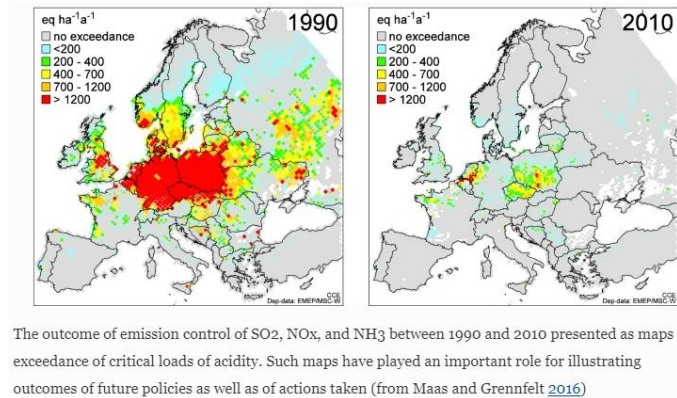 eq ha⁻¹a⁻¹
1990
no exceedance
<200
200 - 400
400 - 700
700 - 1200
> 1200
CCE
Dep-data: EMEP/MSC-W
eq ha⁻¹a⁻¹
2010
no exceedance
<200
200 - 400
400 - 700
700 - 1200
> 1200
CCE
Dep-data: EMEP/MSC-W
The outcome of emission control of SO2, NOx, and NH3 between 1990 and 2010 presented as maps
exceedance of critical loads of acidity. Such maps have played an important role for illustrating
outcomes of future policies as well as of actions taken (from Maas and Grennfelt 2016)